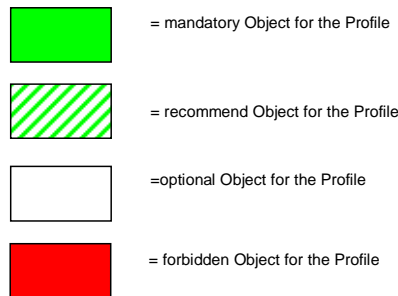 = mandatory Object for the Profile
= recommend Object for the Profile
=optional Object for the Profile
= forbidden Object for the Profile